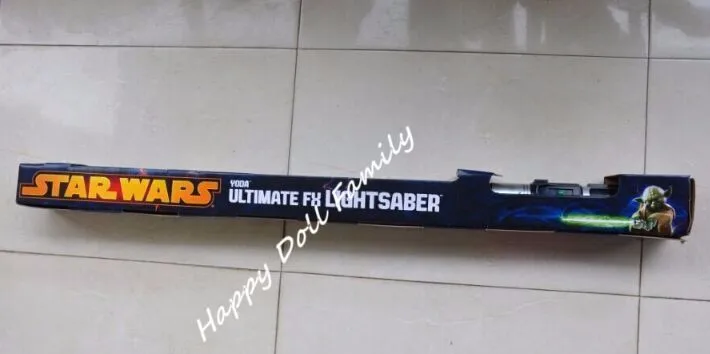 STAR WARS
YODA
ULTIMATE FX LIGHTSABER
Happy Doll Family